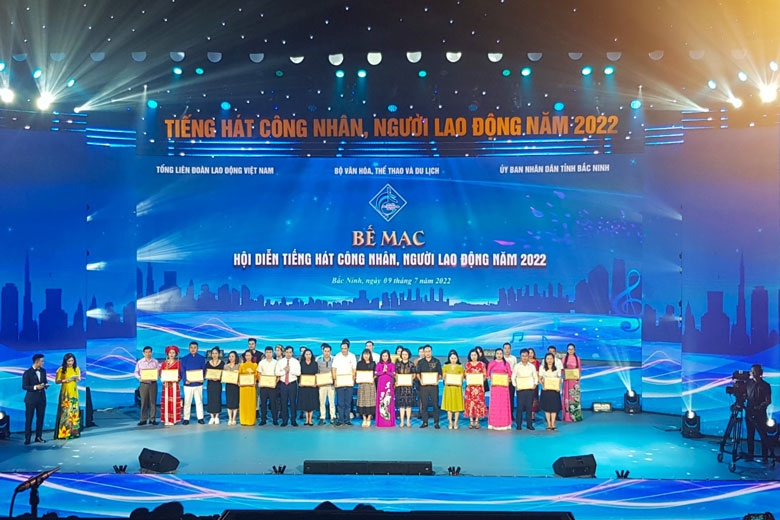 TIẾNG HÁT CÔNG NHÂN, NGƯỜI LAO ĐỘNG NĂM 2022
TỔNG LIÊN ĐOÀN LAO ĐỘNG VIỆT NAM
BỘ VĂN HÓA, THỂ THAO VÀ DU LỊCH
ỦY BAN NHÂN DÂN TỈNH BẮC NINH
BẾ MẠC
HỘI DIỄN TIẾNG HÁT CÔNG NHÂN, NGƯỜI LAO ĐỘNG NĂM 2022
Bắc Ninh, ngày 09 tháng 7 năm 2022